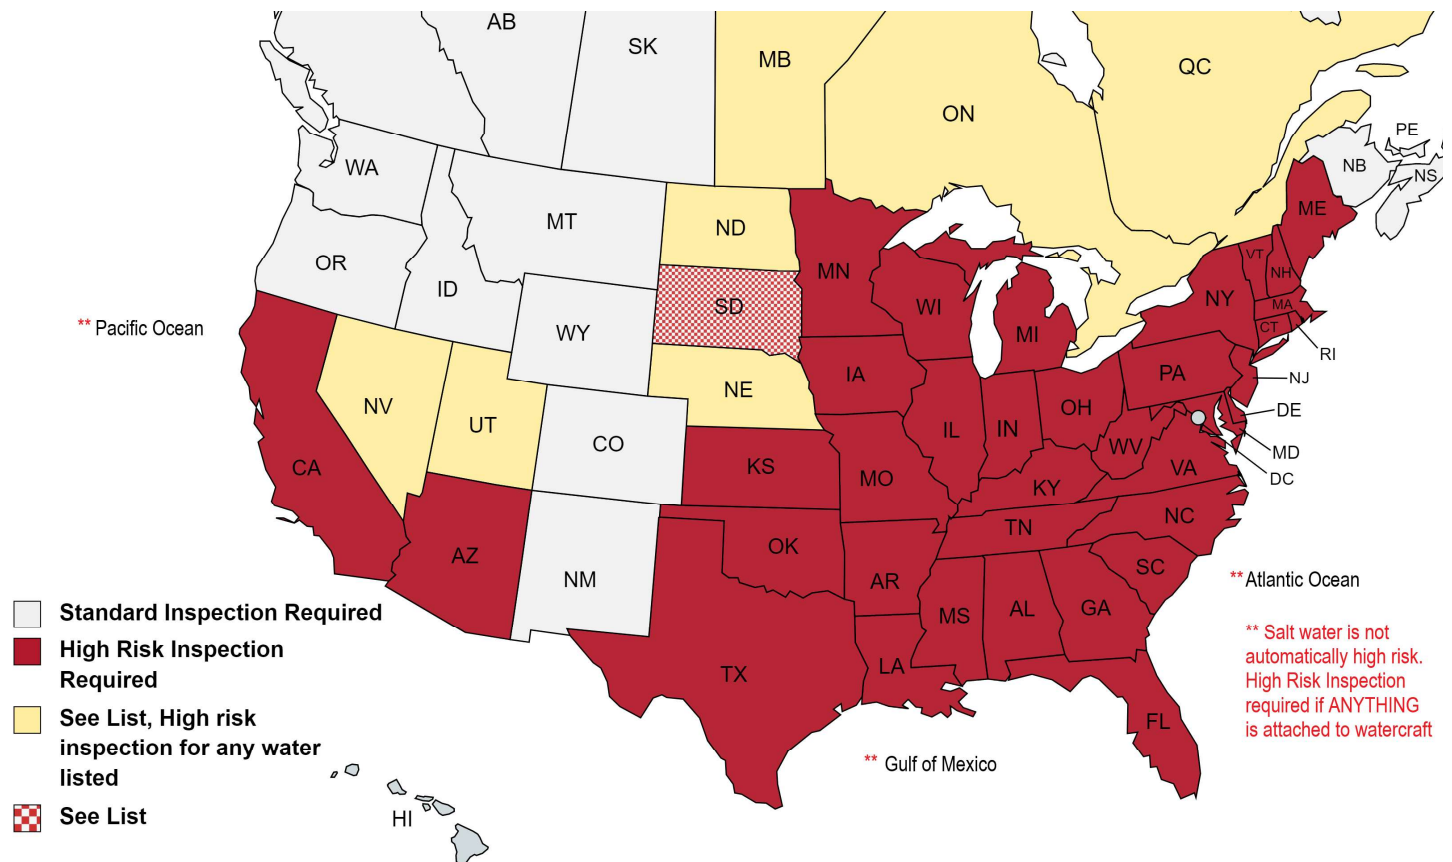 AB
SK
MB
QC
ON
PE
NB
NS
WA
MT
ND
ME
OR
ID
MN
VT
NH
SD
WI
NY
MA
WY
MI
CT
** Pacific Ocean
RI
IA
PA
NJ
NV
UT
NE
OH
DE
CO
IL
IN
WV
MD
CA
KS
MO
KY
VA
DC
AZ
OK
TN
NC
NM
AR
SC
** Atlantic Ocean
MS
AL
GA
Standard Inspection Required
High Risk Inspection
Required
See List, High risk
inspection for any water
listed
See List
TX
LA
FL
** Salt water is not
automatically high risk.
High Risk Inspection
required if ANYTHING
is attached to watercraft
** Gulf of Mexico
HI